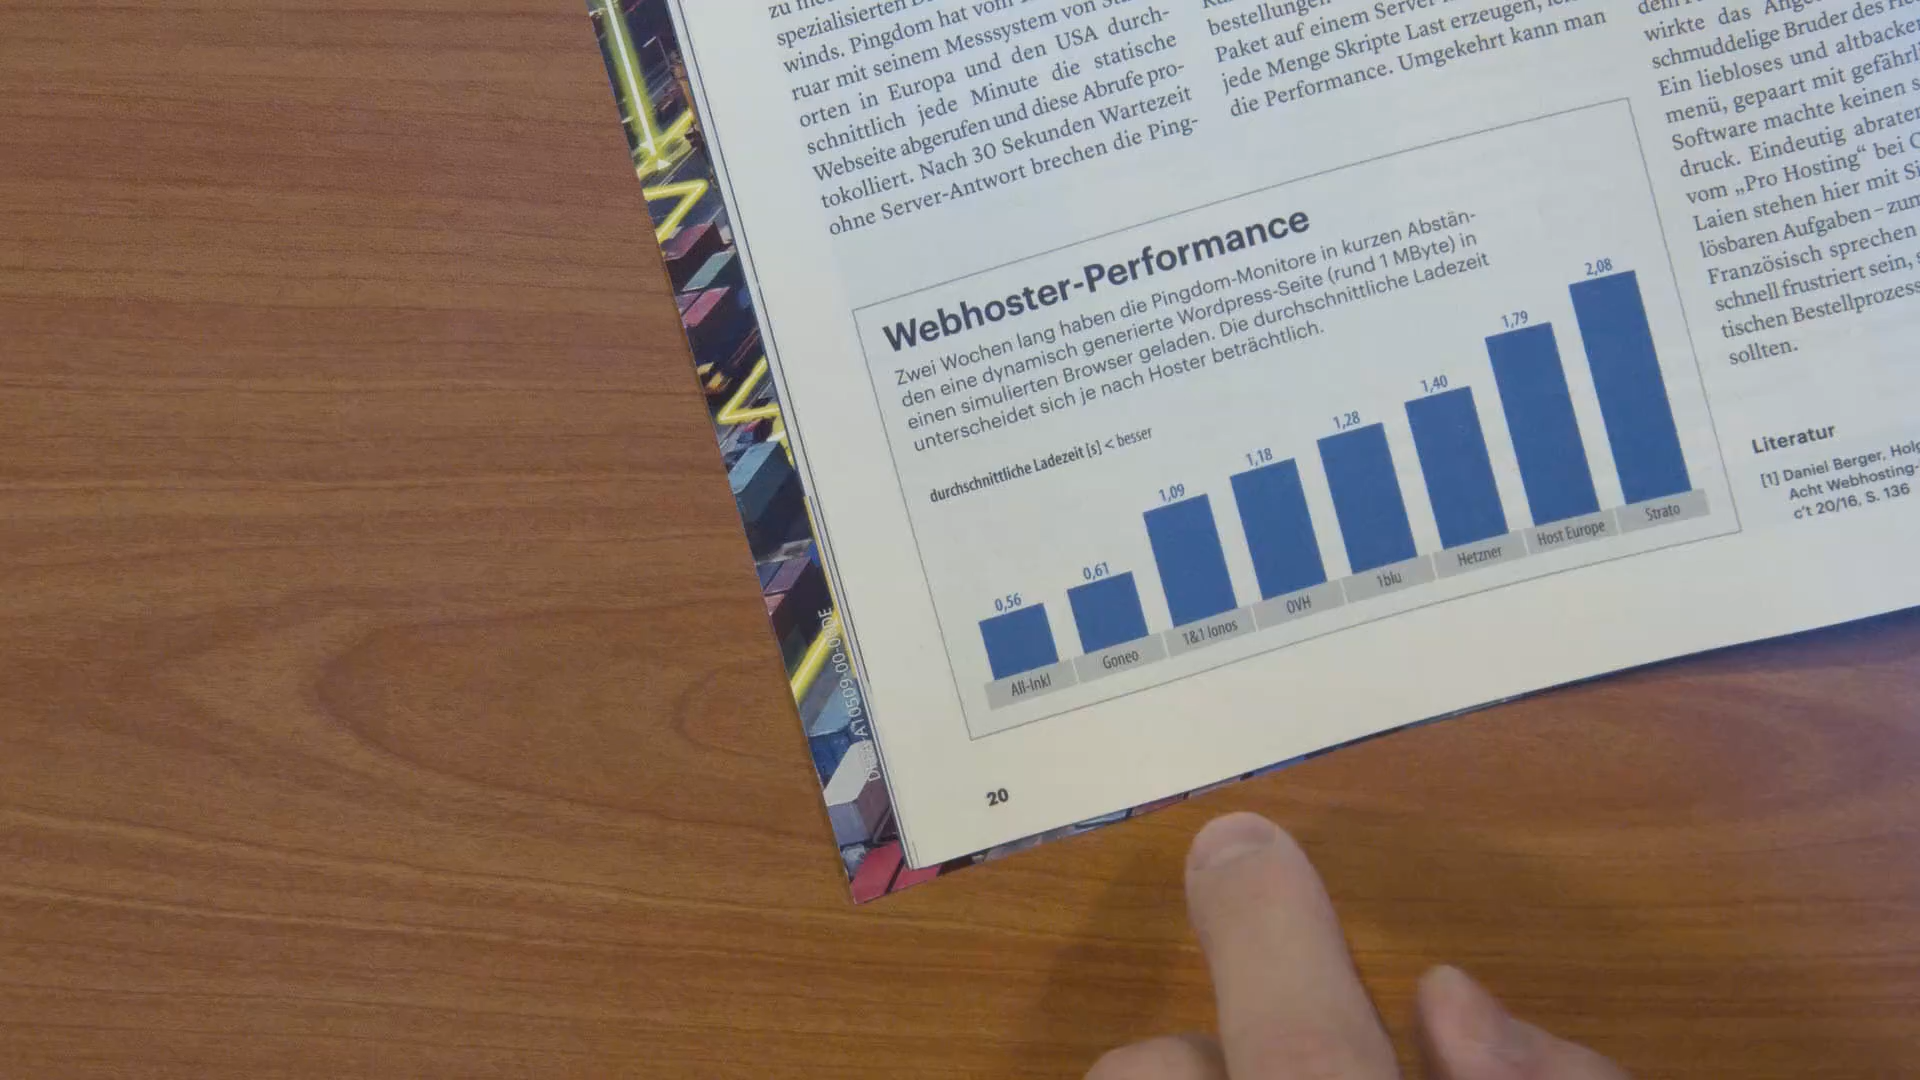 spezialisierten
winds. Pingdom hat vom
ruar mit seinem Messsystem von
orten in Europa und den USA durch-
schnittlich jede Minute die statische
Webseite abgerufen und diese Abrufe pro-
tokolliert. Nach 30 Sekunden Wartezeit
ohne Server-Antwort brechen die Ping-
bestellungen
Paket auf einem Server Last erzeugen,
jede Menge Skripte Last erzeugen,
die Performance. Umgekehrt kann man
wirkte das
schmuddelige Bruder des
Ein liebloses und altbacke
menü, gepaart mit gefährl
Software machte keinen
druck. Eindeutig abrate
vom „Pro Hosting“ bei
Laien stehen hier mit
lösbaren Aufgaben – zum
Französisch sprechen
schnell frustriert sein,
tischen Bestellprozess
sollten.
Webhoster-Performance
Zwei Wochen lang haben die Pingdom-Monitore in kurzen Abstän-
den eine dynamisch generierte Wordpress-Seite (rund 1 MByte) in
einen simulierten Browser geladen. Die durchschnittliche Ladezeit
unterscheidet sich je nach Hoster beträchtlich.
durchschnittliche Ladezeit [s] < besser
0,56
0,61
1,09
1,18
1,28
1,40
1,79
2,08
All-Inkl
Goneo
1&1 Ionos
OVH
1blu
Hetzner
Host Europe
Strato
Literatur
[1] Daniel Berger, Holg
Acht Webhosting-
c’t 20/16, S. 136
20